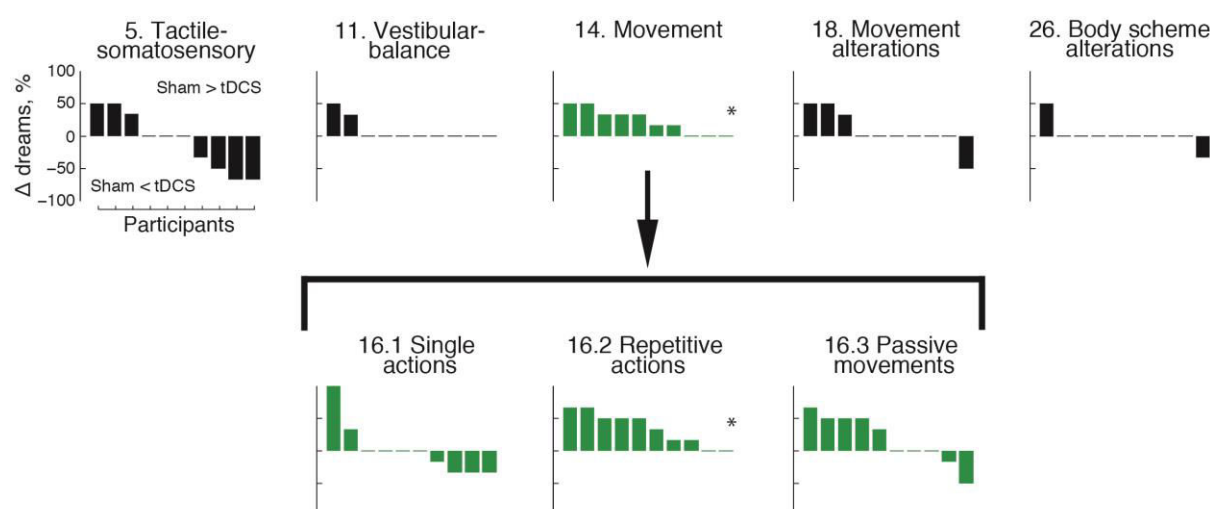 5. Tactile-
somatosensory
11. Vestibular-
balance
14. Movement
18. Movement
alterations
26. Body scheme
alterations
Δ dreams, %
100
50
0
−50
−100
Sham > tDCS
Sham < tDCS
Participants
*
16.1 Single
actions
16.2 Repetitive
actions
16.3 Passive
movements
*